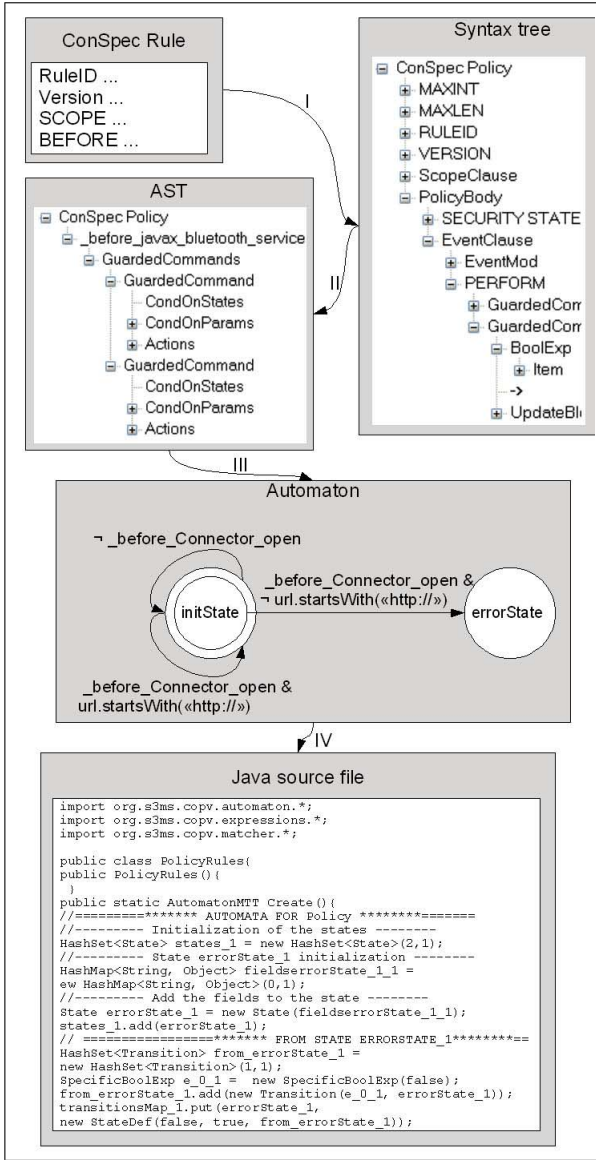 ConSpec Rule
RuleID ...
Version ...
SCOPE ...
BEFORE ...
I
Syntax tree
ConSpec Policy
MAXINT
MAXLEN
RULEID
VERSION
ScopeClause
PolicyBody
SECURITY STATE
EventClause
EventMod
PERFORM
GuardedCom
GuardedCom
BoolExp
Item
->
UpdateBl
AST
ConSpec Policy
_before_javax_bluetooth_service
GuardedCommands
GuardedCommand
CondOnStates
CondOnParams
Actions
GuardedCommand
CondOnStates
CondOnParams
Actions
II
III
Automaton
¬ _before_Connector_open
_before_Connector_open &
¬ url.startsWith(«http://»)
initState
errorState
_before_Connector_open &
url.startsWith(«http://»)
IV
Java source file
import org.s3ms.copv.automaton.*;
import org.s3ms.copv.expressions.*;
import org.s3ms.copv.matcher.*;
public class PolicyRules{
public PolicyRules(){
}
public static AutomatonMTT Create(){
//=========******* AUTOMATA FOR Policy ********=======
//--------- Initialization of the states --------
HashSet<State> states_1 = new HashSet<State>(2,1);
//--------- State errorState_1 initialization --------
HashMap<String, Object> fieldserrorState_1_1 =
ew HashMap<String, Object>(0,1);
//--------- Add the fields to the state --------
State errorState_1 = new State(fieldserrorState_1_1);
states_1.add(errorState_1);
// =================******* FROM STATE ERRORSTATE_1********==
HashSet<Transition> from_errorState_1 =
new HashSet<Transition>(1,1);
SpecificBoolExp e_0_1 =  new SpecificBoolExp(false);
from_errorState_1.add(new Transition(e_0_1, errorState_1));
transitionsMap_1.put(errorState_1,
new StateDef(false, true, from_errorState_1));